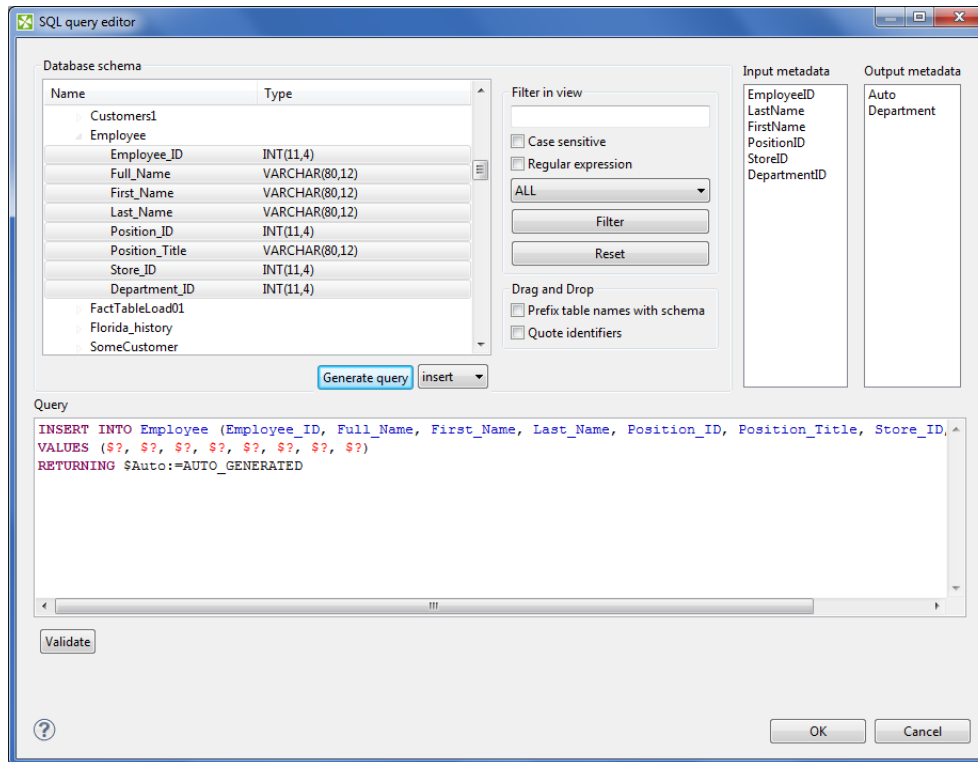 SQL query editor
Database schema
Name Type
Customers1
Employee
Employee_ID INT(11,4)
Full_Name VARCHAR(80,12)
First_Name VARCHAR(80,12)
Last_Name VARCHAR(80,12)
Position_ID INT(11,4)
Position_Title VARCHAR(80,12)
Store_ID INT(11,4)
Department_ID INT(11,4)
FactTableLoad01
Florida_history
SomeCustomer
Generate query insert
Filter in view
Case sensitive
Regular expression
ALL
Filter
Reset
Drag and Drop
Prefix table names with schema
Quote identifiers
Input metadata
EmployeeID
LastName
FirstName
PositionID
StoreID
DepartmentID
Output metadata
Auto
Department
Query
INSERT INTO Employee (Employee_ID, Full_Name, First_Name, Last_Name, Position_ID, Position_Title, Store_ID,
VALUES ($?, $?, $?, $?, $?, $?, $?, $?)
RETURNING $Auto:=AUTO_GENERATED
Validate
?
OK Cancel